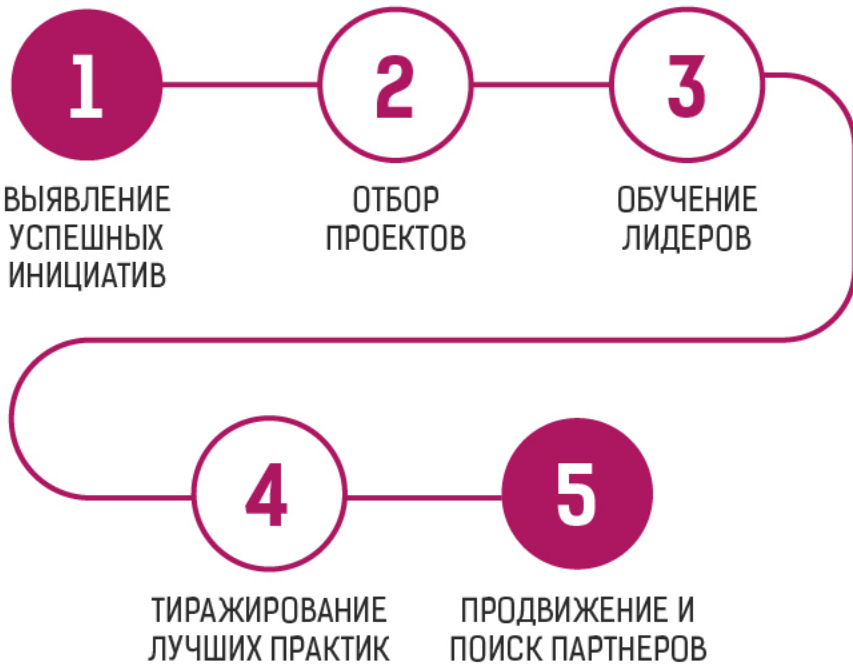 1
ВЫЯВЛЕНИЕ
УСПЕШНЫХ
ИНИЦИАТИВ
2
ОТБОР
ПРОЕКТОВ
3
ОБУЧЕНИЕ
ЛИДЕРОВ
4
ТИРАЖИРОВАНИЕ
ЛУЧШИХ ПРАКТИК
5
ПРОДВИЖЕНИЕ И
ПОИСК ПАРТНЕРОВ